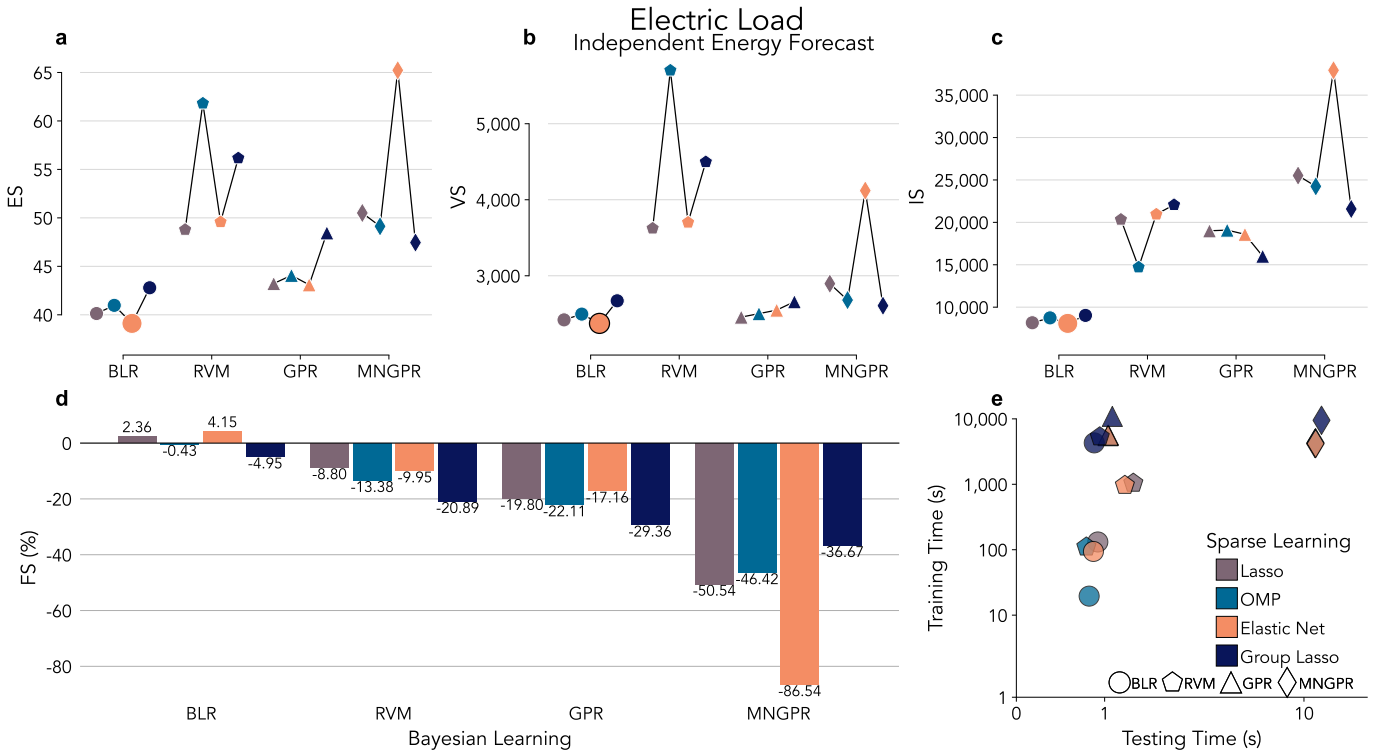 Electric Load
Independent Energy Forecast
a
ES
65
60
55
50
45
40
BLR RVM GPR MNGPR
b
VS
5,000
4,000
3,000
BLR RVM GPR MNGPR
c
IS
35,000
30,000
25,000
20,000
15,000
10,000
BLR RVM GPR MNGPR
d
FS (%)
0
-20
-40
-60
-80
2.36
-0.43
4.15
-4.95
-8.80
-13.38
-9.95
-20.89
-19.80
-22.11
-17.16
-29.36
-50.54
-46.42
-86.54
-36.67
BLR RVM GPR MNGPR
Bayesian Learning
e
Training Time (s)
10,000
1,000
100
10
1
Sparse Learning
Lasso
OMP
Elastic Net
Group Lasso
BLR RVM GPR MNGPR
0 1 10
Testing Time (s)